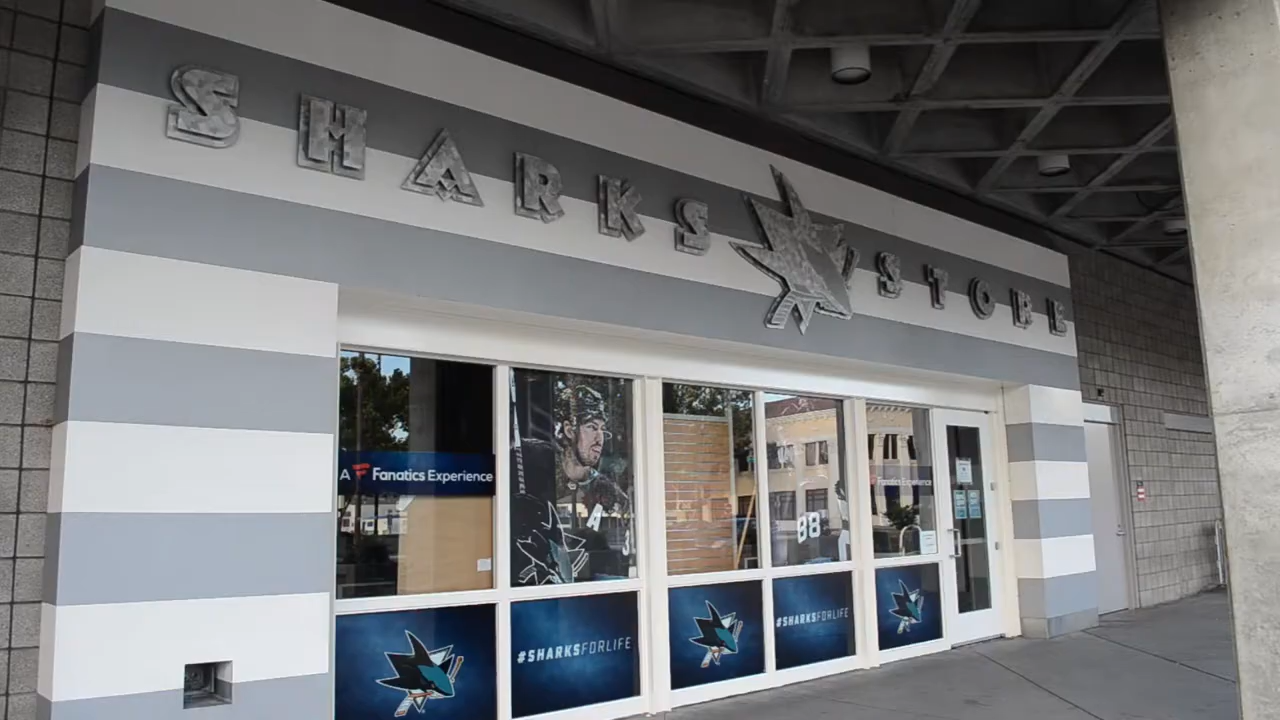 SHARKS STORE
A Fanatics Experience
A
88
Fanatics Experience
#SHARKSFORLIFE
#SHARKSFORLIFE